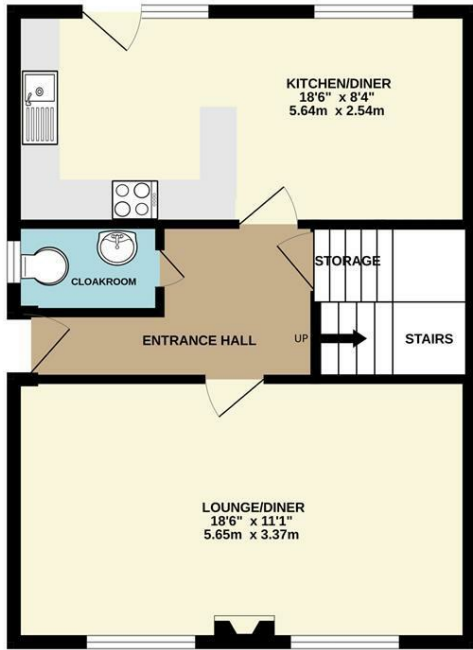 KITCHEN/DINER
18'6" x 8'4"
5.64m x 2.54m
CLOAKROOM
STORAGE
ENTRANCE HALL
UP
STAIRS
LOUNGE/DINER
18'6" x 11'1"
5.65m x 3.37m